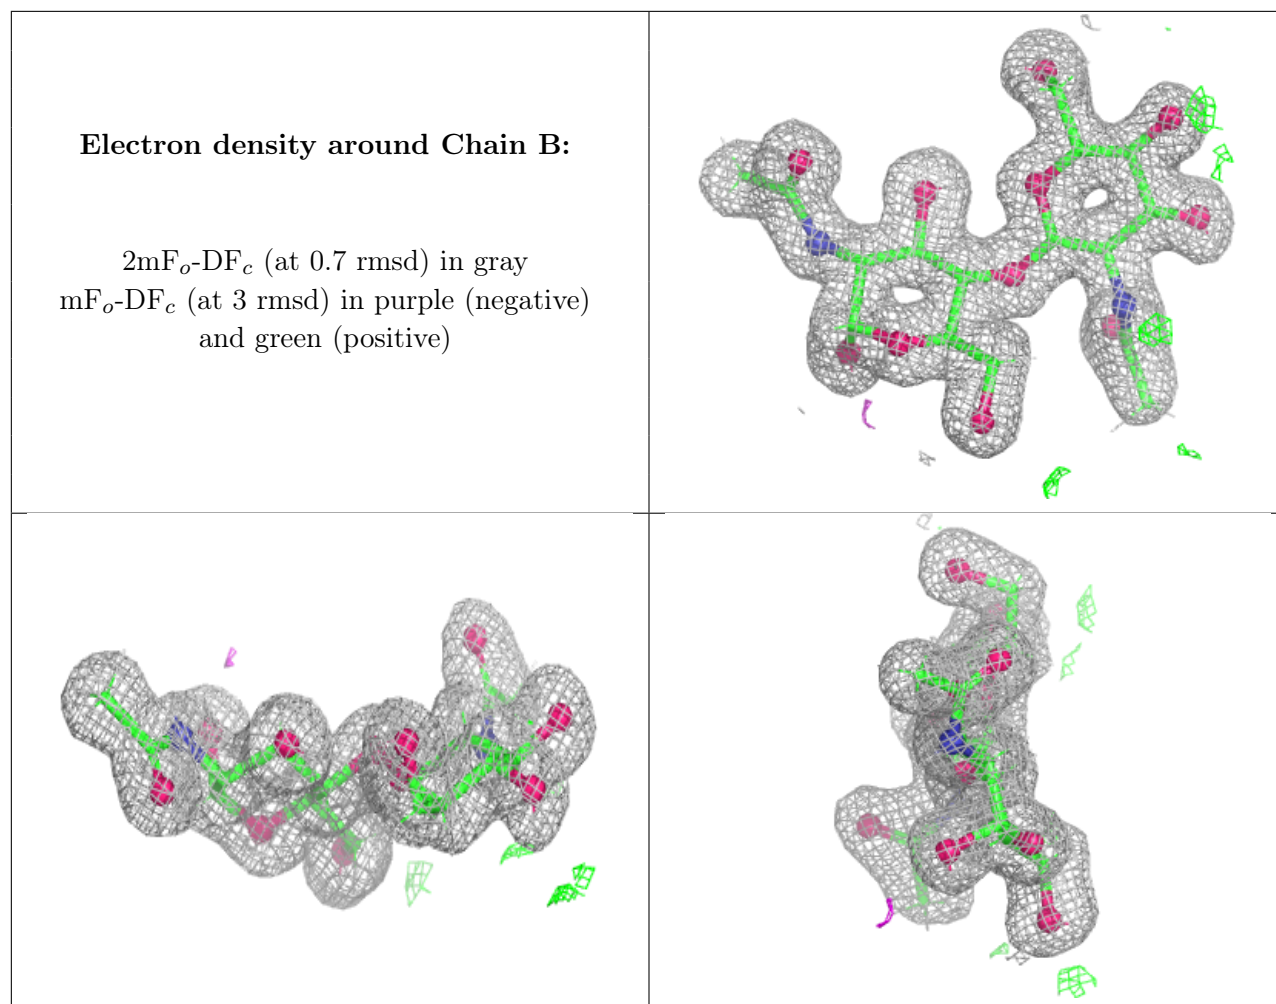 Electron density around Chain B:
2mFo-DFc (at 0.7 rmsd) in gray
mFo-DFc (at 3 rmsd) in purple (negative)
and green (positive)